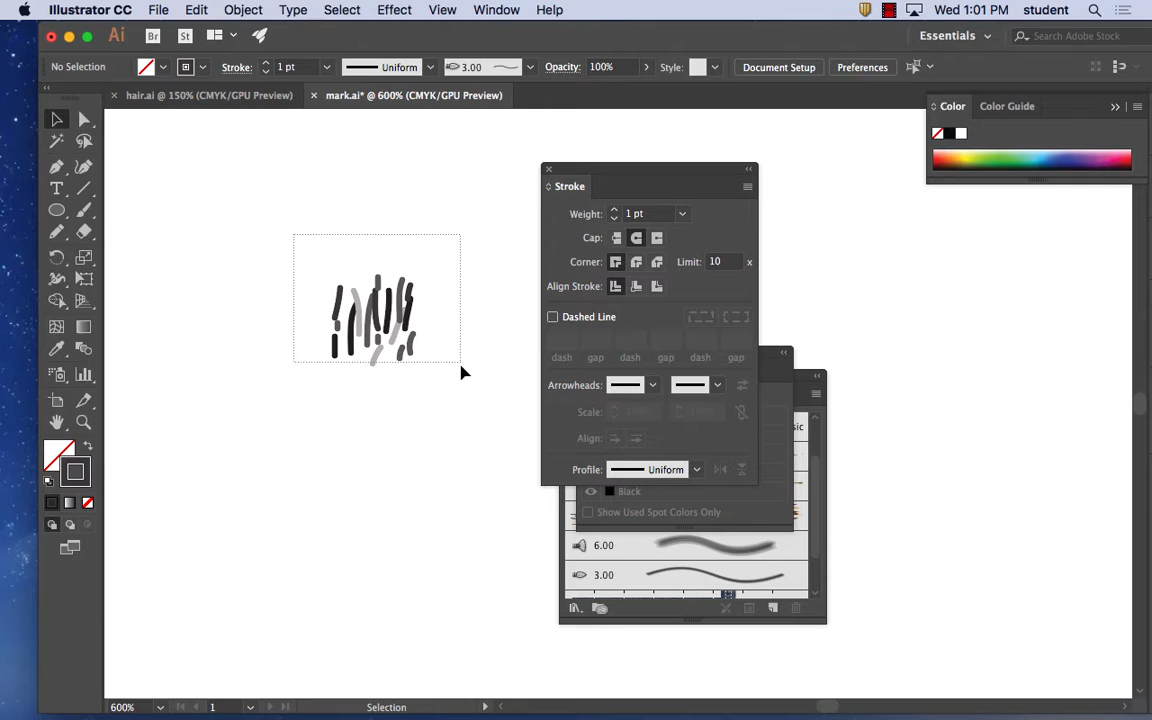 Illustrator CC File Edit Object Type Select Effect View Window Help Wed 1:01 PM student
Ai Br St Essentials Search Adobe Stock
No Selection Stroke: 1 pt Uniform 3.00 Opacity: 100% Style: Document Setup Preferences
× hair.ai @ 150% (CMYK/GPU Preview) × mark.ai* @ 600% (CMYK/GPU Preview)
Color Color Guide
Stroke
Weight: 1 pt
Cap:
Corner: Limit: 10 x
Align Stroke:
Dashed Line
dash gap dash gap dash gap
Arrowheads:
Scale:
Align:
sic
Profile: Uniform
Black
Show Used Spot Colors Only
6.00
3.00
600% 1 Selection